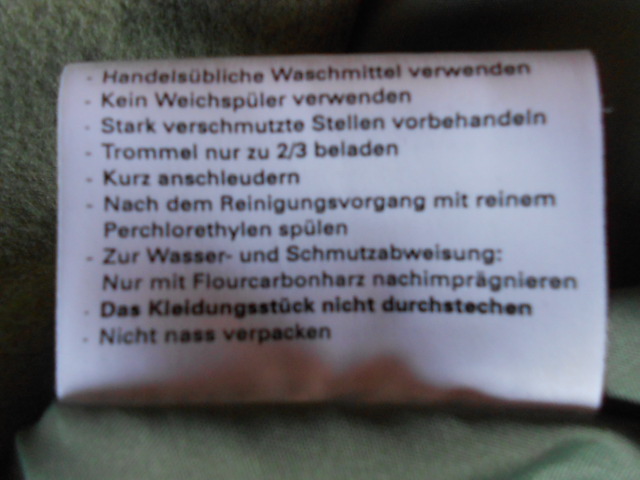 - Handelsübliche Waschmittel verwenden
- Kein Weichspüler verwenden
- Stark verschmutzte Stellen vorbehandeln
- Trommel nur zu 2/3 beladen
- Kurz anschleudern
- Nach dem Reinigungsvorgang mit reinem
Perchlorethylen spülen
- Zur Wasser- und Schmutzabweisung:
Nur mit Flourcarbonharz nachimprägnieren
- Das Kleidungsstück nicht durchstechen
- Nicht nass verpacken